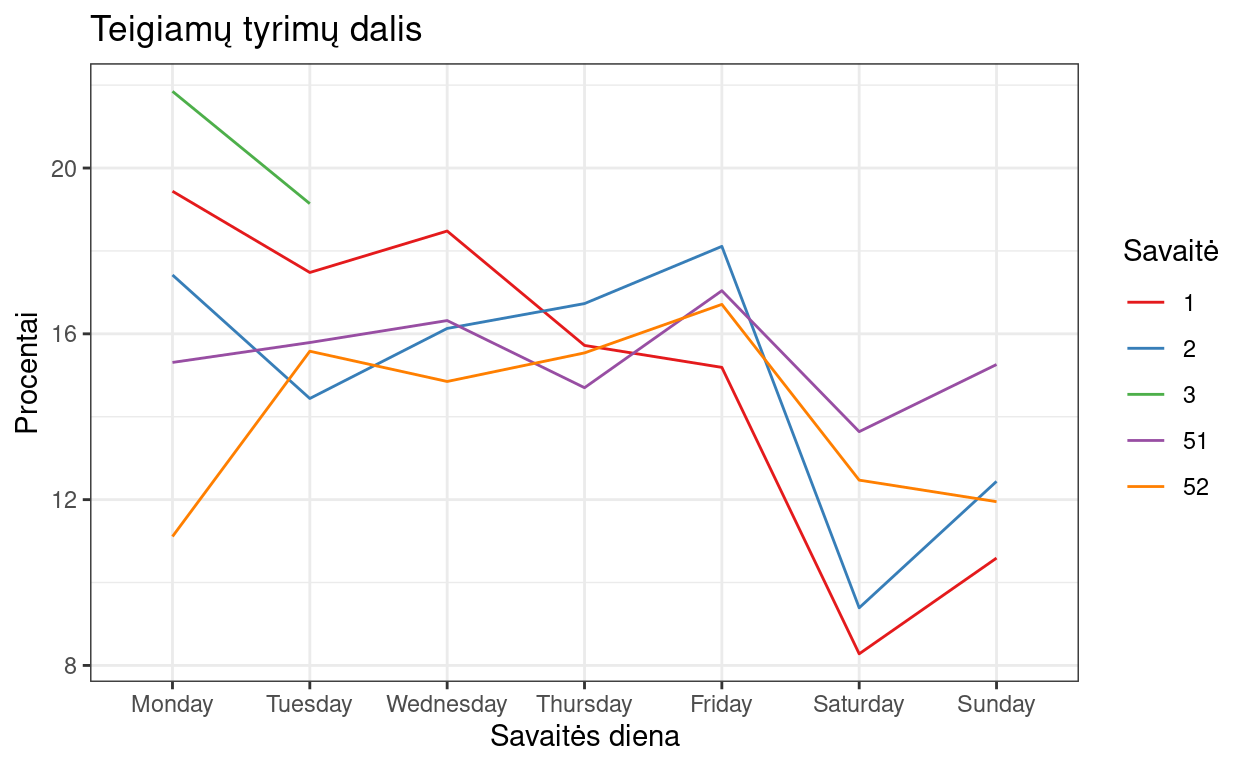 Teigiamų tyrimų dalis
Procentai
20
16
12
8
Monday Tuesday Wednesday Thursday Friday Saturday Sunday
Savaitės diena
Savaitė
1
2
3
51
52